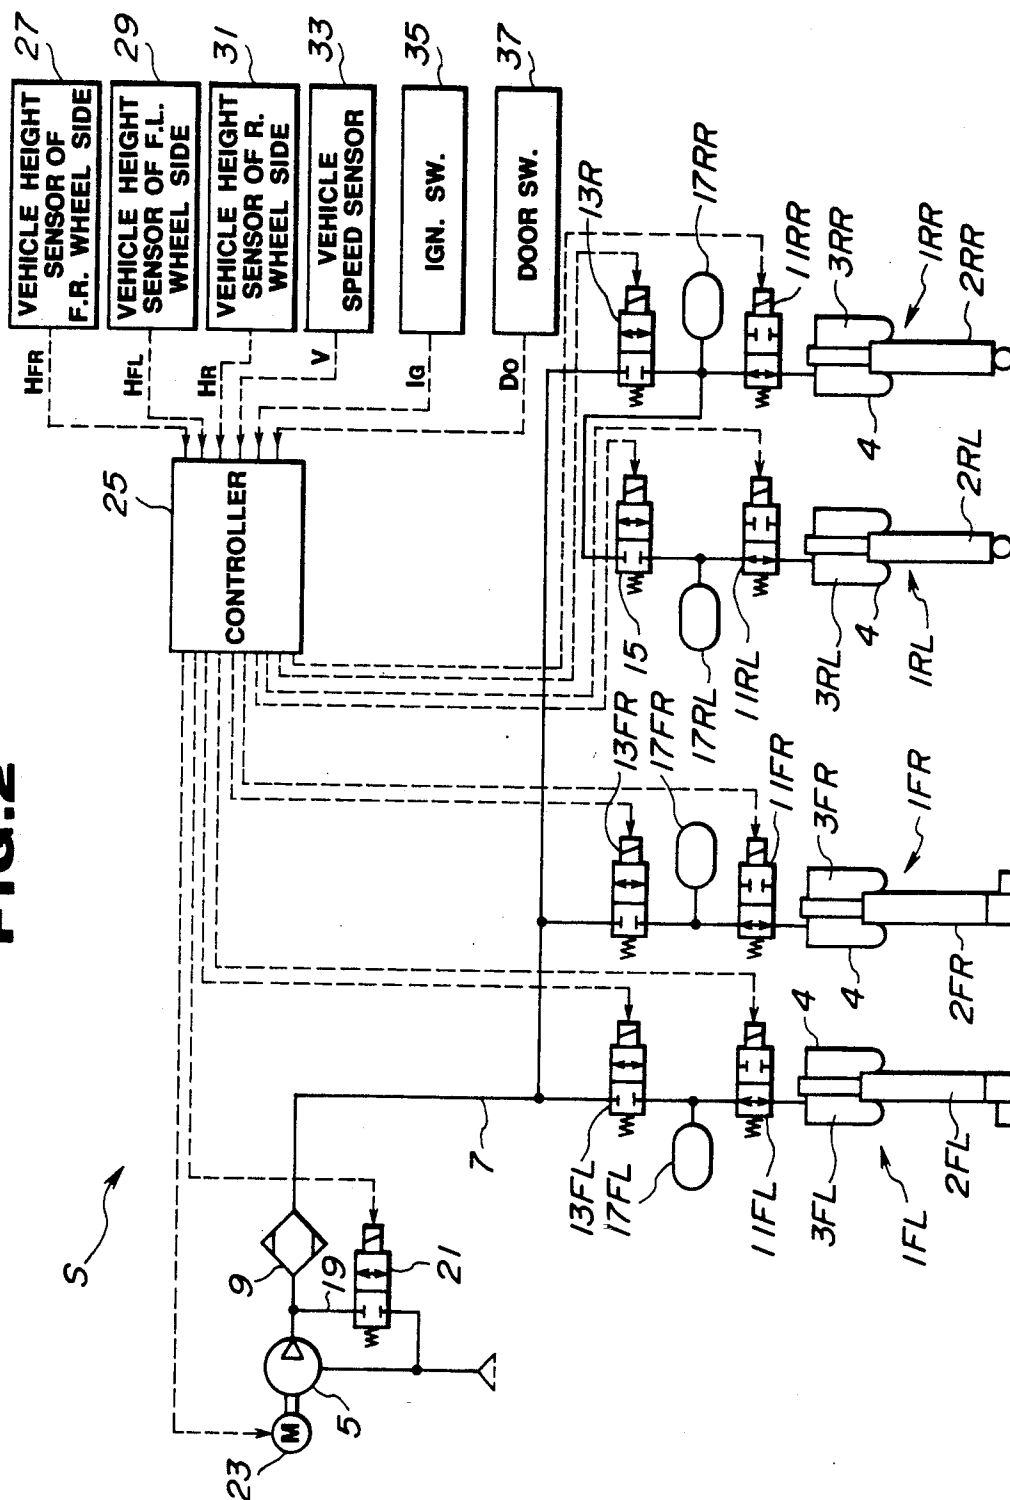 FIG.2
27
VEHICLE HEIGHT
SENSOR OF
F.R. WHEEL SIDE
29
VEHICLE HEIGHT
SENSOR OF F.L.
WHEEL SIDE
31
VEHICLE HEIGHT
SENSOR OF R.
WHEEL SIDE
33
VEHICLE
SPEED SENSOR
35
IGN. SW.
37
DOOR SW.
HFR
HFL
HR
V
IG
DO
25
CONTROLLER
S
23
M
5
9
19
21
7
13FL
17FL
11FL
3FL
4
1FL
2FL
13FR
17FR
11FR
3FR
4
1FR
2FR
15
17RL
11RL
3RL
4
1RL
2RL
13R
17RR
11RR
3RR
4
1RR
2RR